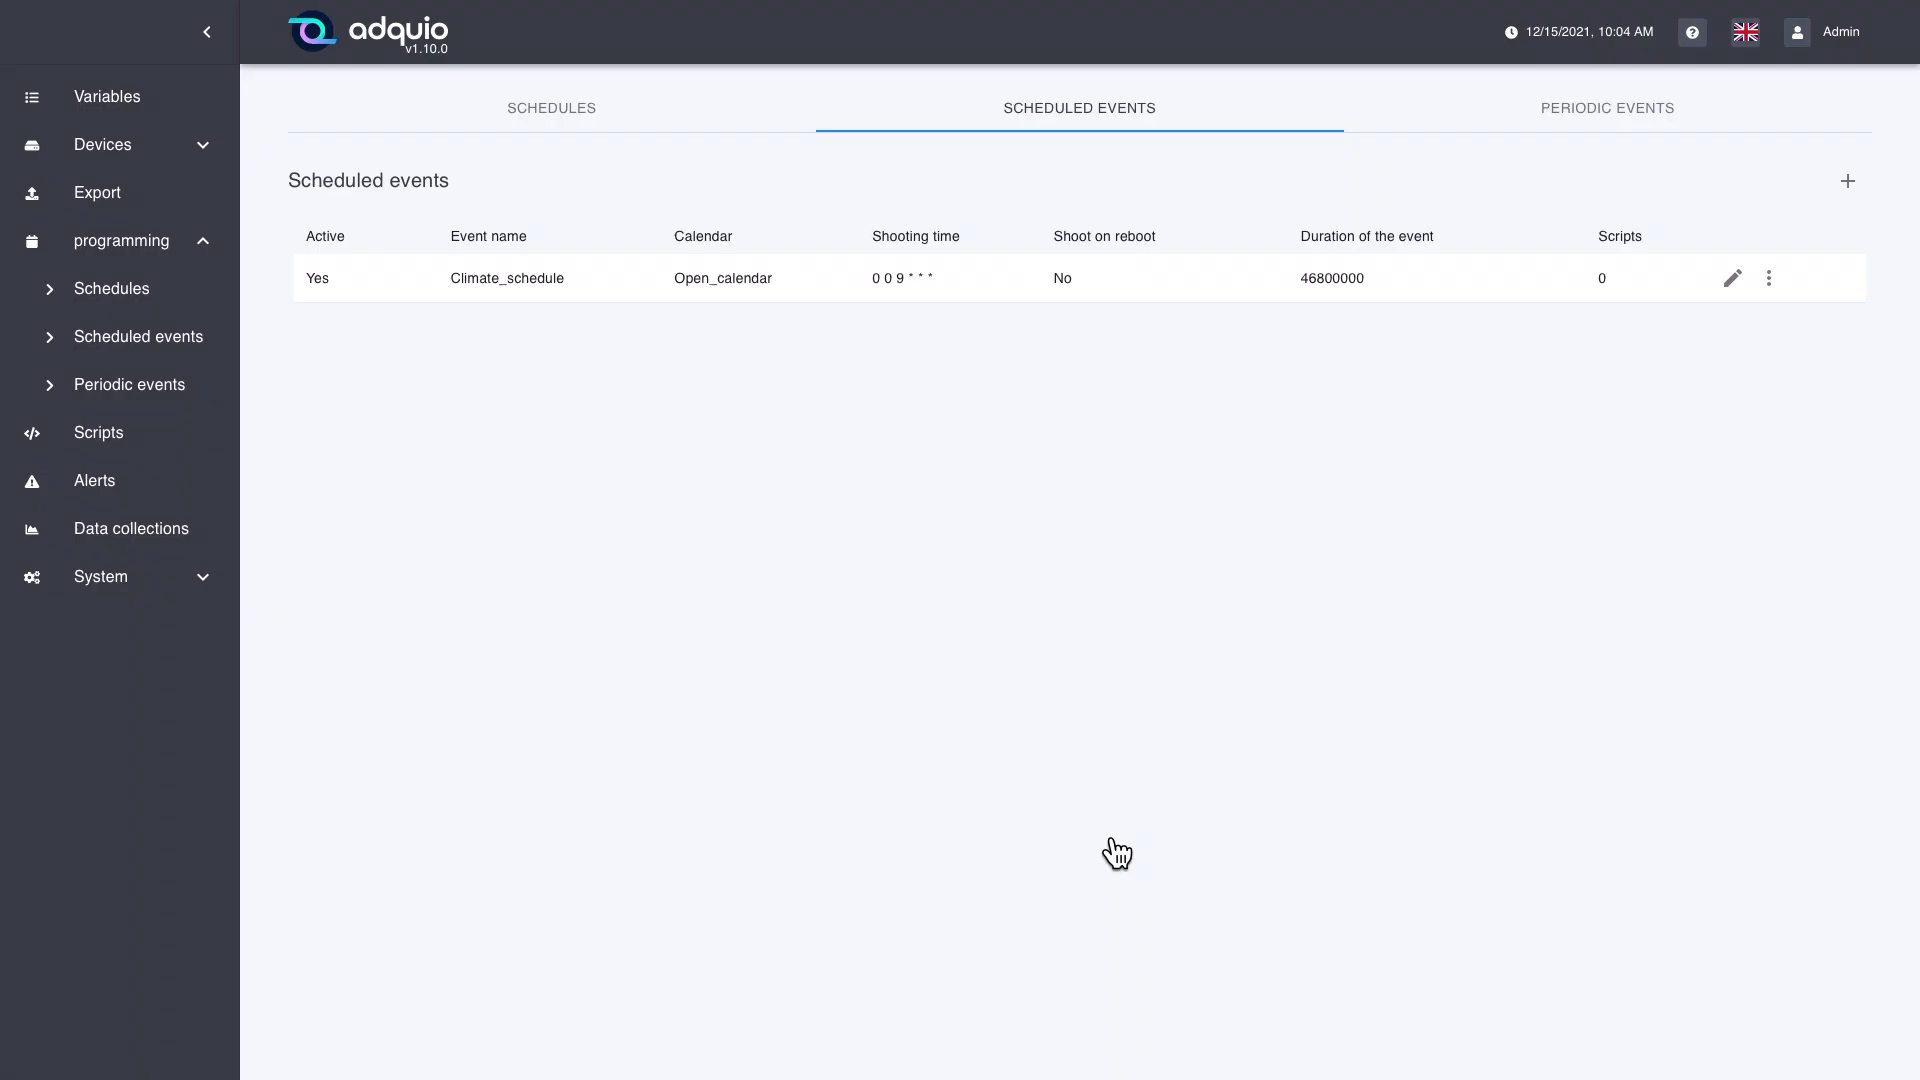 adquio
v1.10.0
12/15/2021, 10:04 AM
Admin
Variables
Devices
Export
programming
Schedules
Scheduled events
Periodic events
Scripts
Alerts
Data collections
System
SCHEDULES
SCHEDULED EVENTS
PERIODIC EVENTS
Scheduled events
Active Event name Calendar Shooting time Shoot on reboot Duration of the event Scripts
Yes Climate_schedule Open_calendar 0 0 9 * * * No 46800000 0